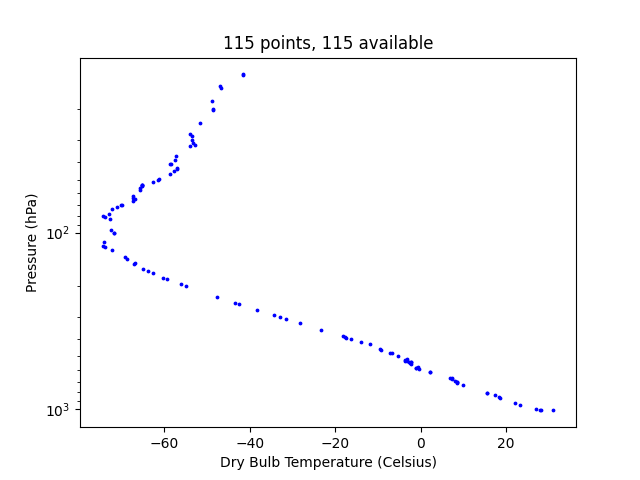 115 points, 115 available
Pressure (hPa)
10²
10³
−60
−40
−20
0
20
Dry Bulb Temperature (Celsius)